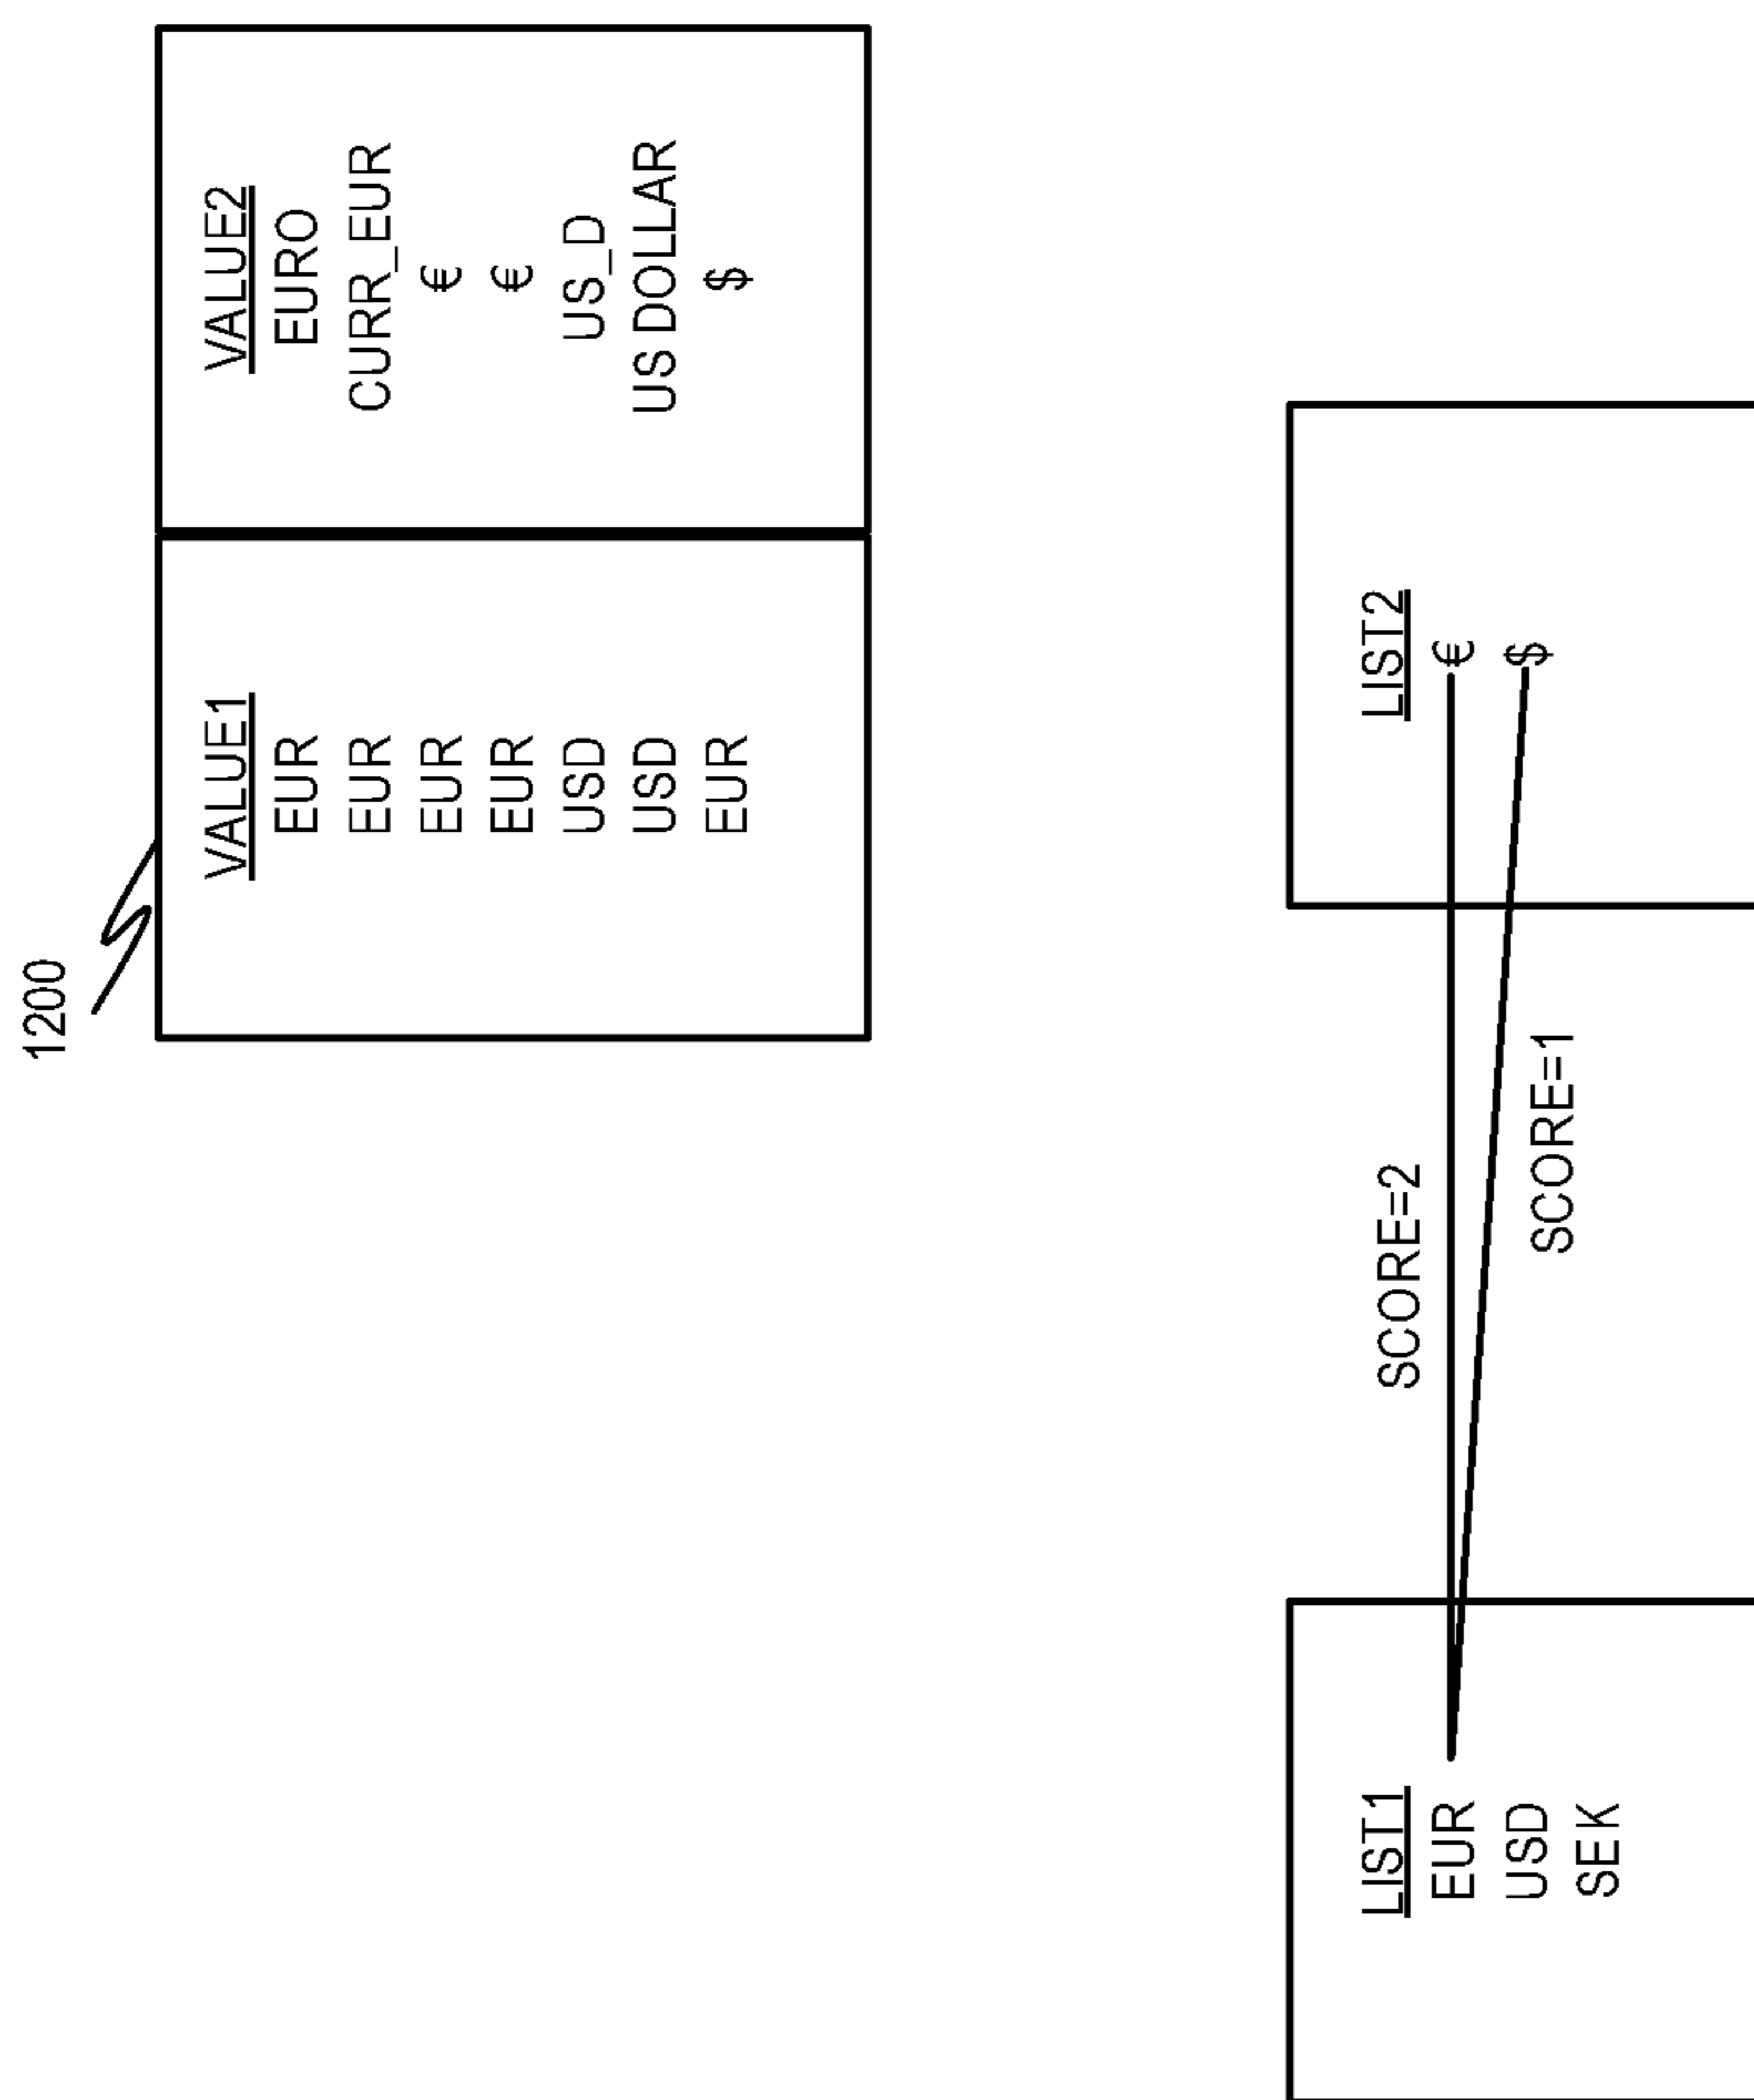 1200
VALUE1 VALUE2
EUR EURO
EUR CURR_EUR
EUR €
EUR €
USD US_D
USD US DOLLAR
EUR $
LIST1 LIST2
SCORE=2
EUR €
USD $
SCORE=1
SEK